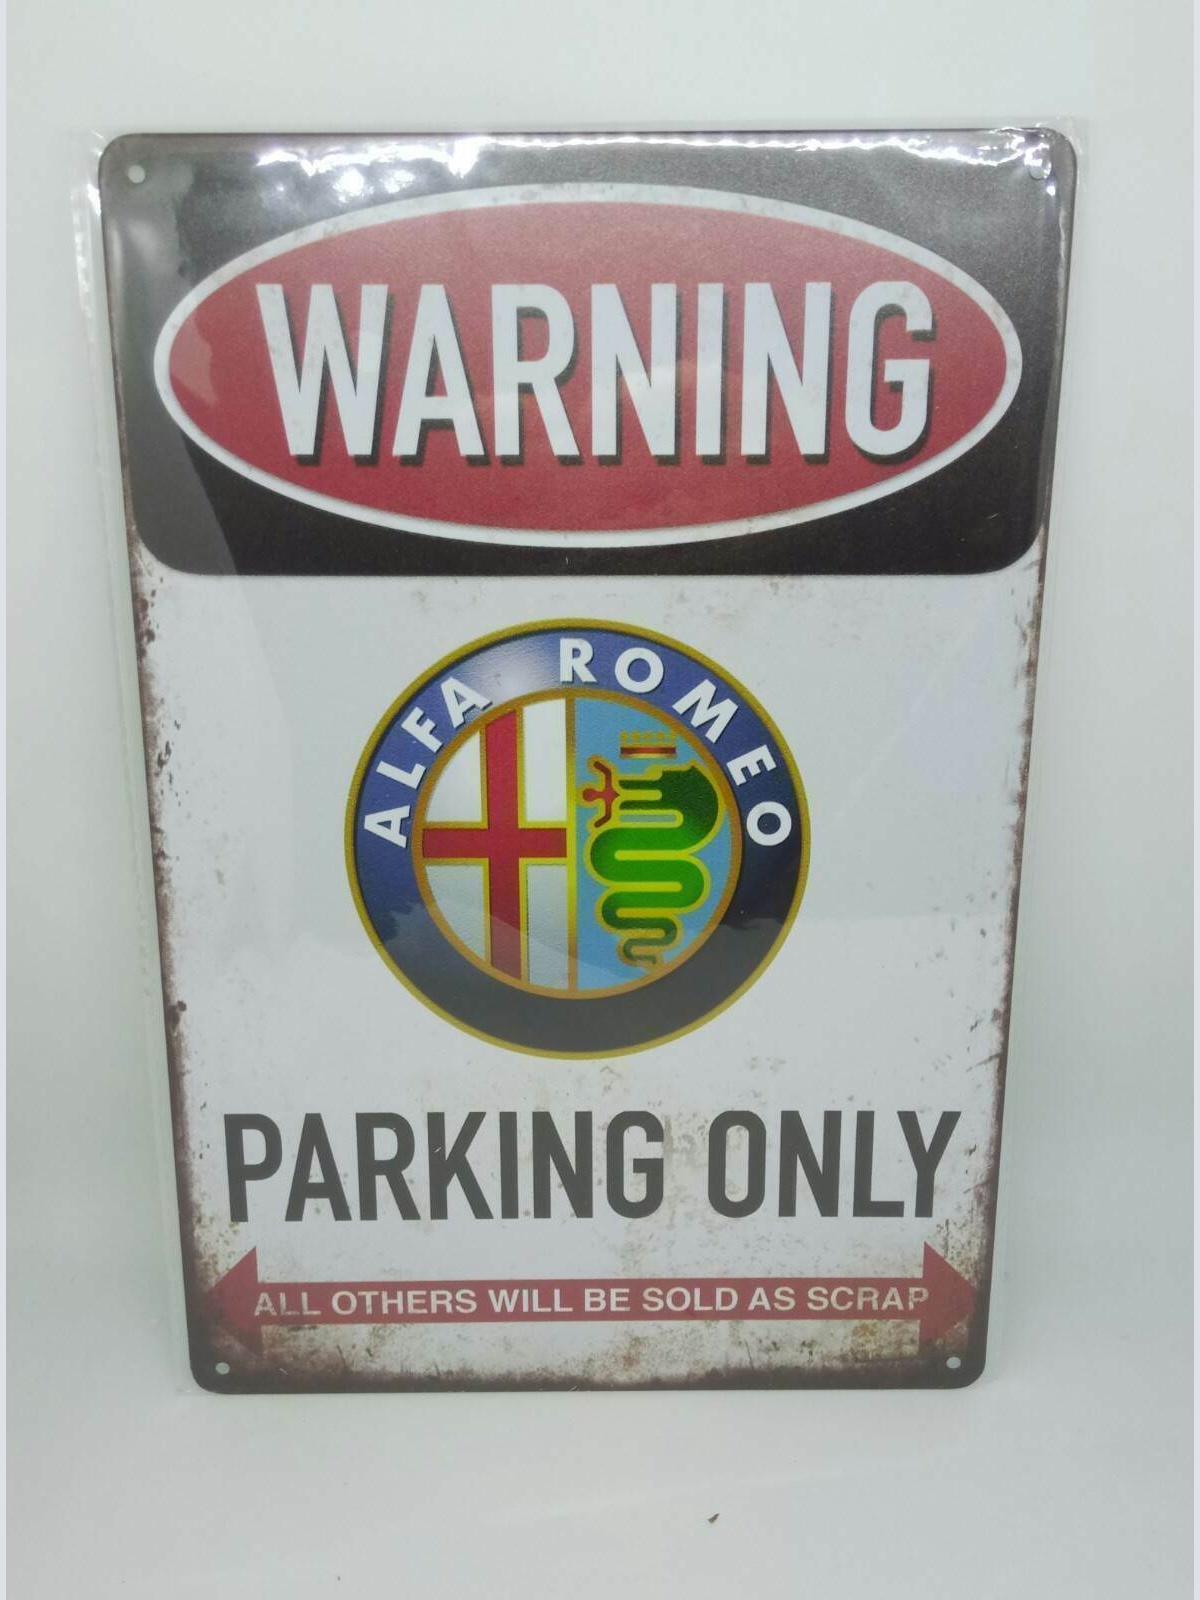 WARNING
ALFA ROMEO
PARKING ONLY
ALL OTHERS WILL BE SOLD AS SCRAP